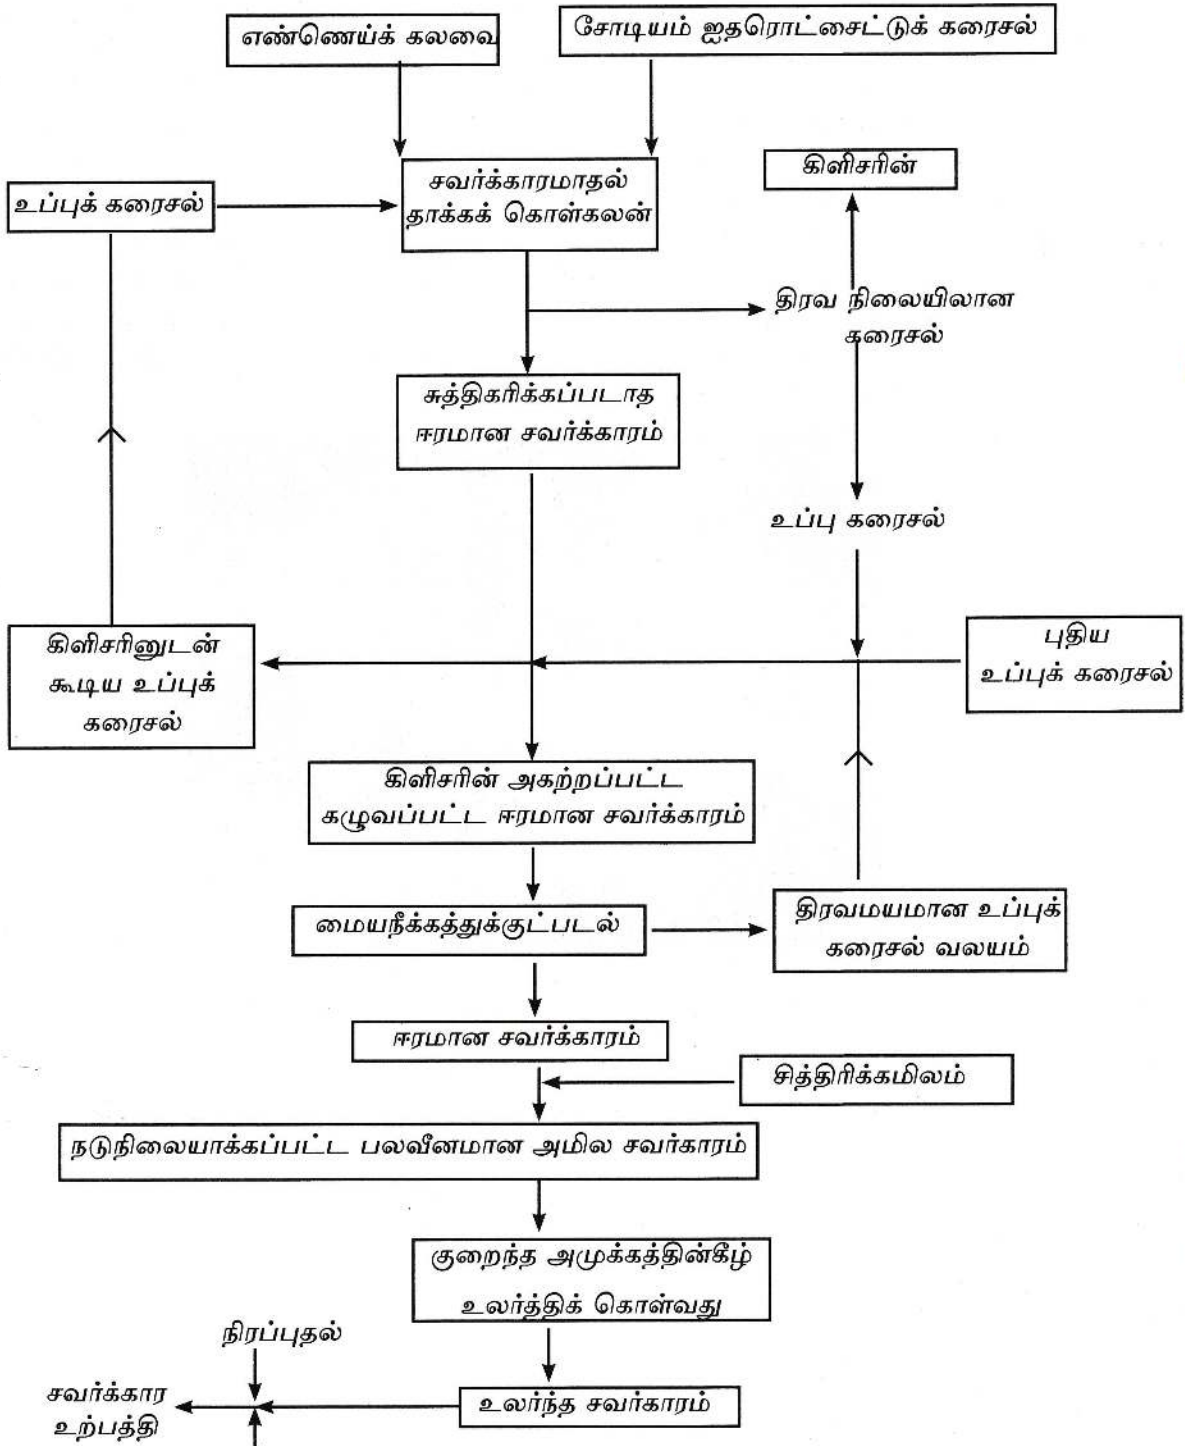 எண்ணெய்க் கலவை
சோடியம் ஐதரொட்சைட்டுக் கரைசல்
உப்புக் கரைசல்
சவர்க்காரமாதல்
தாக்கக் கொள்கலன்
கிளிசரின்
திரவ நிலையிலான
கரைசல்
சுத்திகரிக்கப்படாத
ஈரமான சவர்க்காரம்
உப்பு கரைசல்
கிளிசரினுடன்
கூடிய உப்புக்
கரைசல்
புதிய
உப்புக் கரைசல்
கிளிசரின் அகற்றப்பட்ட
கழுவப்பட்ட ஈரமான சவர்க்காரம்
மையநீக்கத்துக்குட்படல்
திரவமயமான உப்புக்
கரைசல் வலயம்
ஈரமான சவர்க்காரம்
சித்திரிக்கமிலம்
நடுநிலையாக்கப்பட்ட பலவீனமான அமில சவர்காரம்
குறைந்த அமுக்கத்தின்கீழ்
உலர்த்திக் கொள்வது
நிரப்புதல்
சவர்க்கார
உற்பத்தி
உலர்ந்த சவர்காரம்